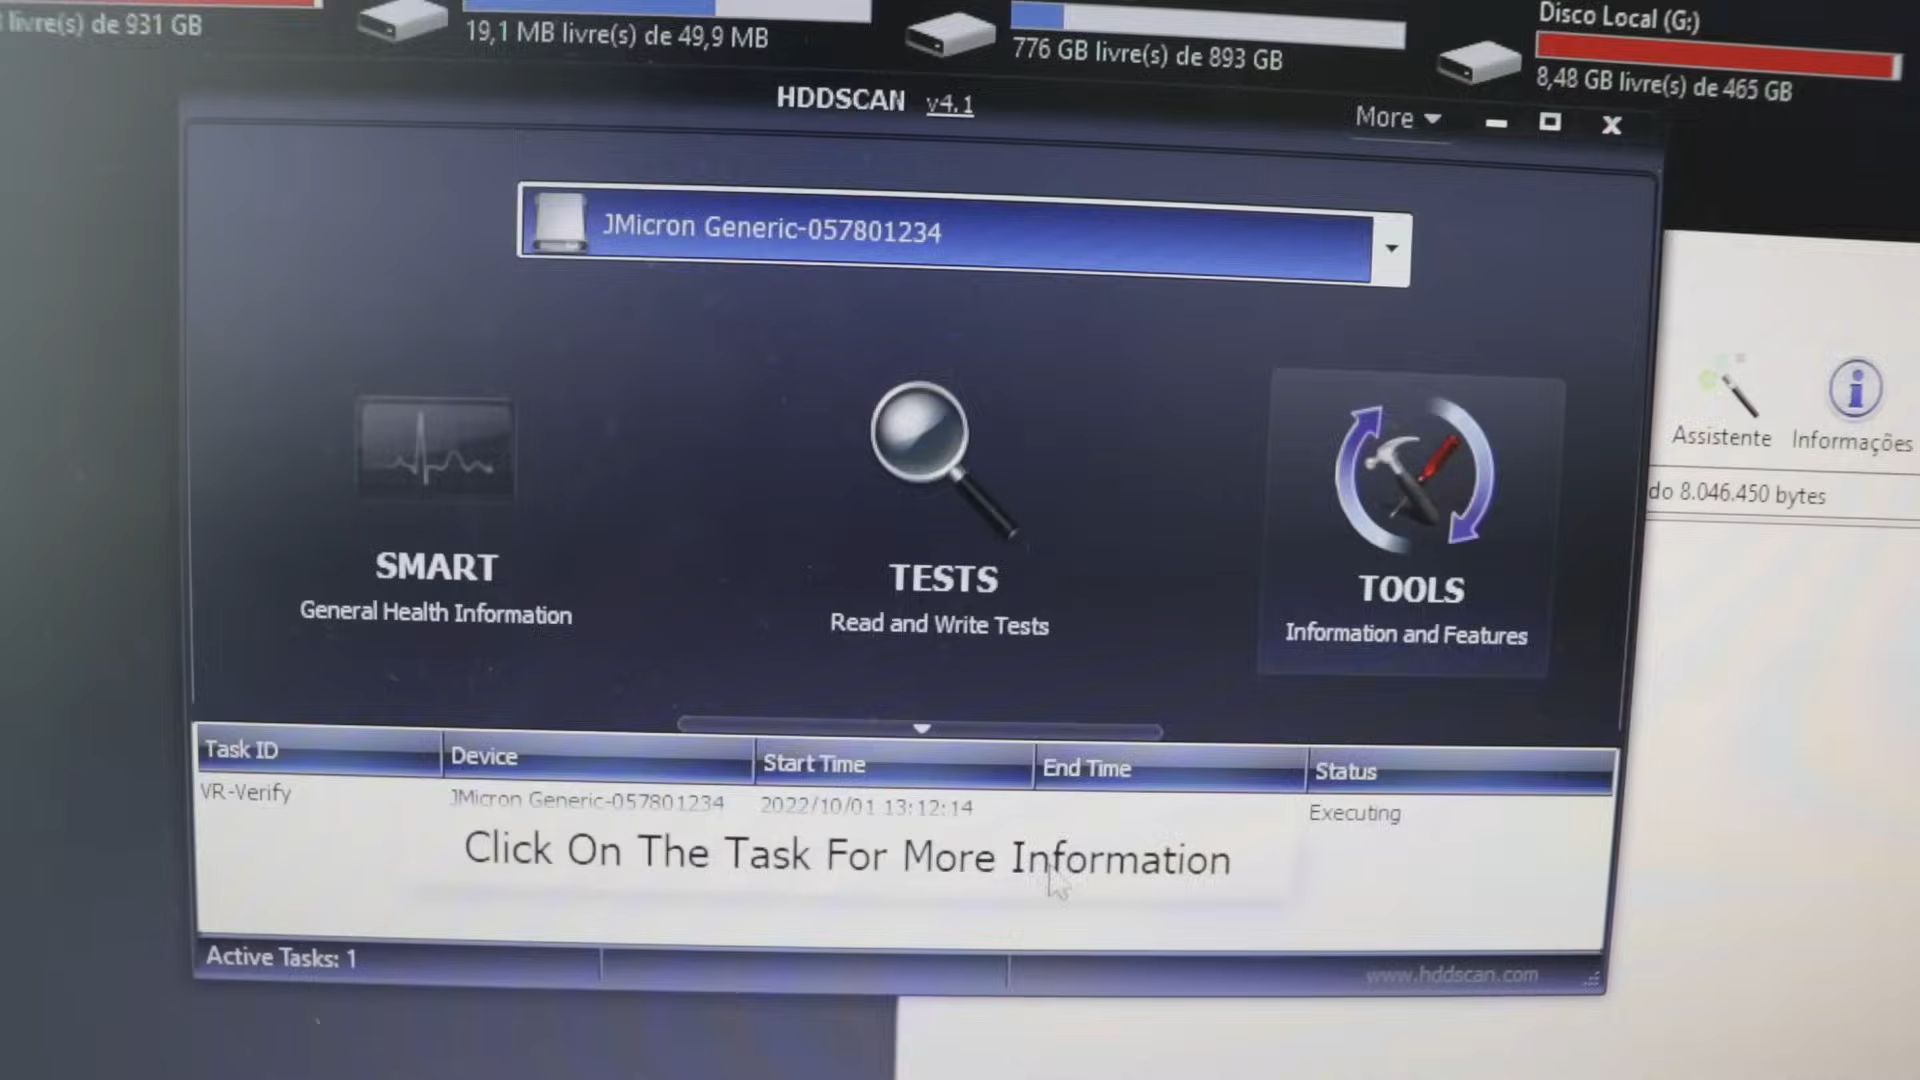 livre(s) de 931 GB
19,1 MB livre(s) de 49,9 MB
776 GB livre(s) de 893 GB
Disco Local (G:)
8,48 GB livre(s) de 465 GB
HDDSCAN v4.1
More
JMicron Generic-057801234
Assistente
Informações
do 8.046.450 bytes
SMART
General Health Information
TESTS
Read and Write Tests
TOOLS
Information and Features
Task ID Device Start Time End Time Status
VR-Verify JMicron Generic-057801234 2022/10/01 13:12:14 Executing
Click On The Task For More Information
Active Tasks: 1
www.hddscan.com